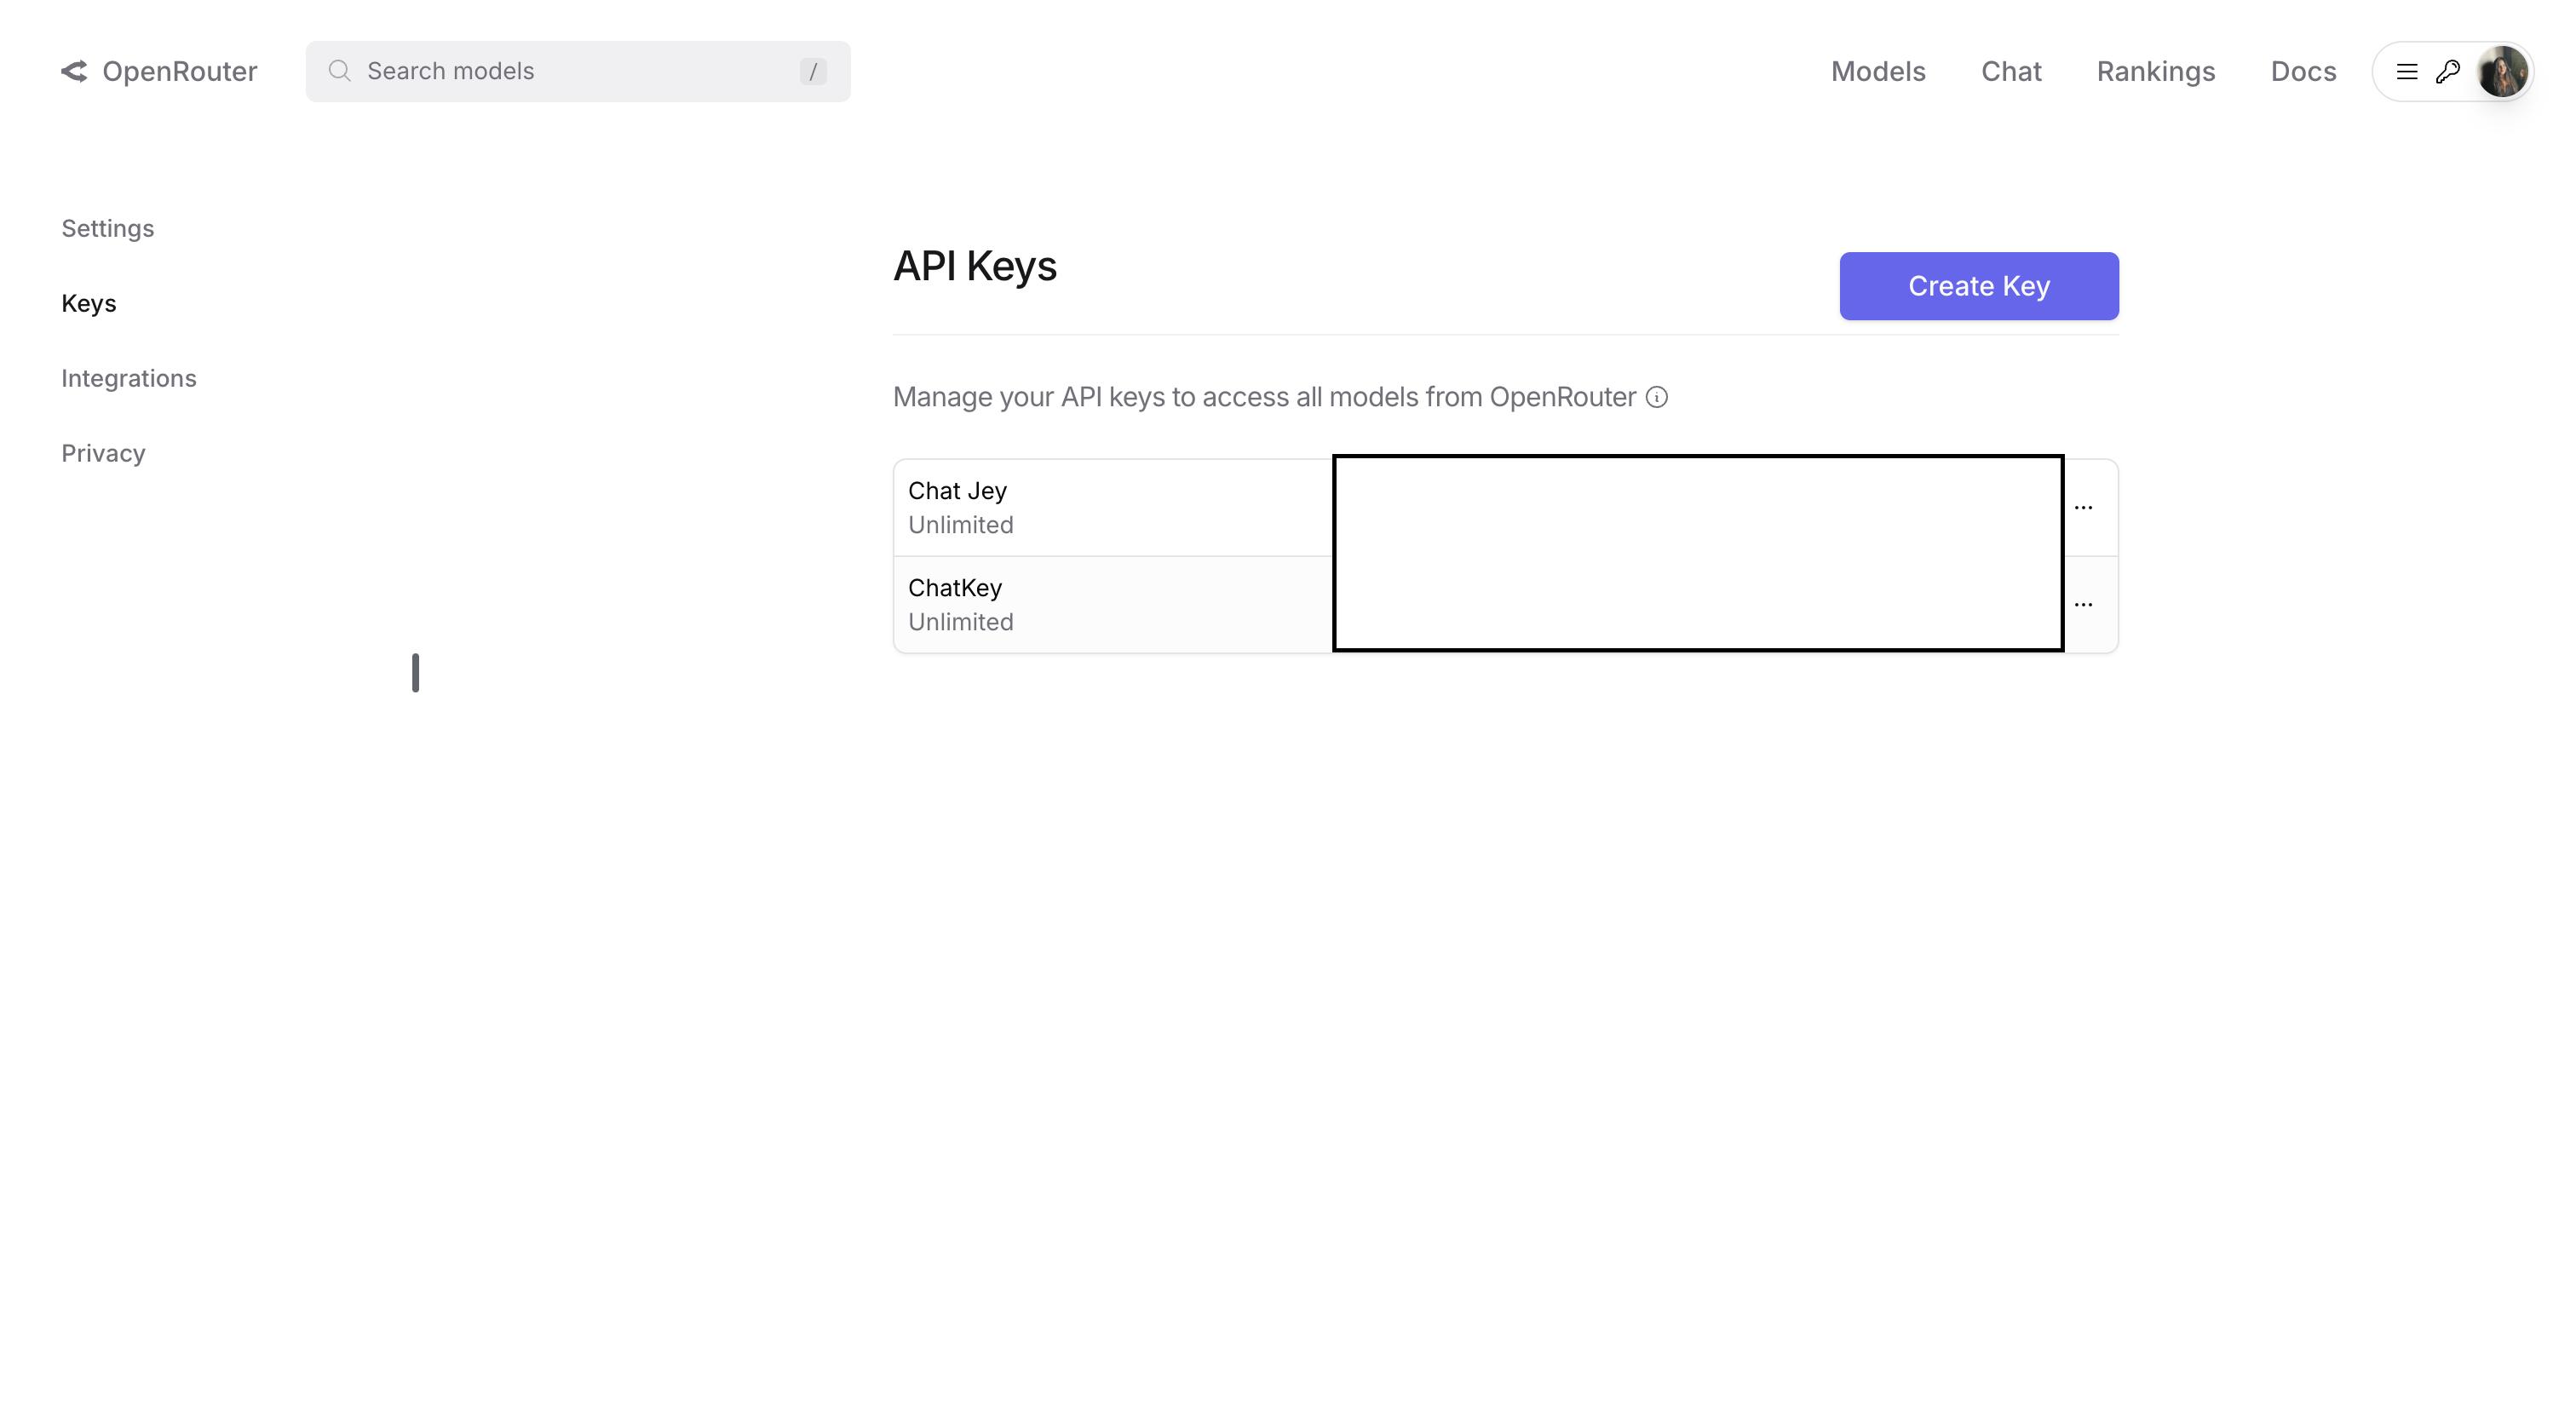 OpenRouter
Search models
/
Models
Chat
Rankings
Docs
Settings
Keys
Integrations
Privacy
API Keys
Create Key
Manage your API keys to access all models from OpenRouter
Chat Jey
Unlimited
...
ChatKey
Unlimited
...